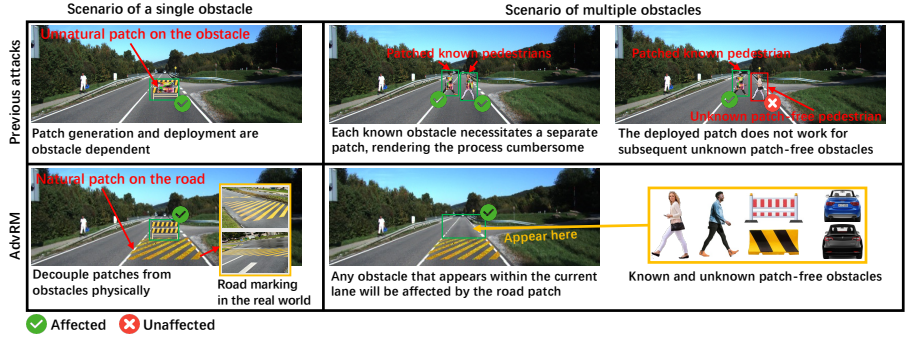 Scenario of a single obstacle
Scenario of multiple obstacles
Previous attacks
Unnatural patch on the obstacle
Patch generation and deployment are
obstacle dependent
Patched known pedestrians
Each known obstacle necessitates a separate
patch, rendering the process cumbersome
Patched known pedestrian
Unknown patch-free pedestrian
The deployed patch does not work for
subsequent unknown patch-free obstacles
AdvRM
Natural patch on the road
Decouple patches from
obstacles physically
Road marking
in the real world
Appear here
Any obstacle that appears within the current
lane will be affected by the road patch
Known and unknown patch-free obstacles
Affected
Unaffected